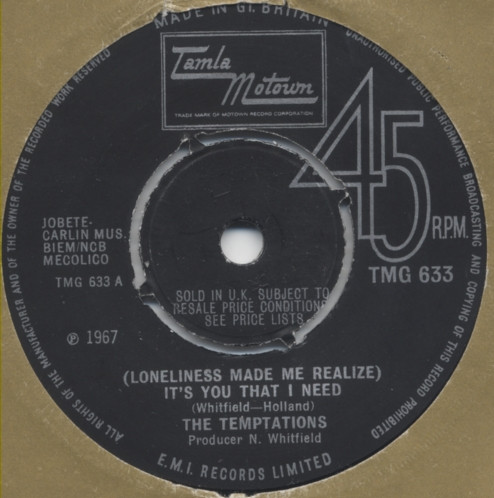 MADE IN GT. BRITAIN
Tamla
Motown
TRADE MARK OF MOTOWN RECORD CORPORATION
45
R.P.M.
TMG 633
JOBETE-
CARLIN MUS.
BIEM/NCB
MECOLICO
TMG 633 A
℗ 1967
SOLD IN U.K. SUBJECT TO
RESALE PRICE CONDITIONS
SEE PRICE LISTS
(LONELINESS MADE ME REALIZE)
IT'S YOU THAT I NEED
(Whitfield—Holland)
THE TEMPTATIONS
Producer N. Whitfield
E.M.I. RECORDS LIMITED
ALL RIGHTS OF THE MANUFACTURER AND OF THE OWNER OF THE RECORDED WORK RESERVED
UNAUTHORISED PUBLIC PERFORMANCE BROADCASTING AND COPYING OF THIS RECORD PROHIBITED